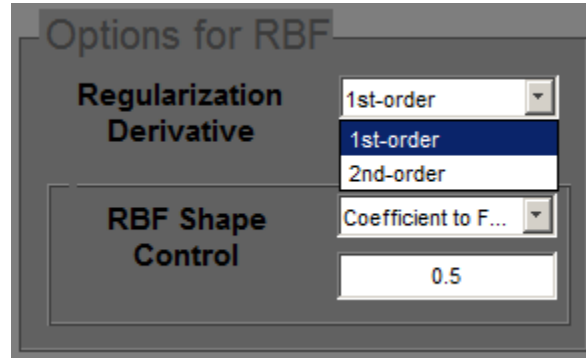 Options for RBF
Regularization
Derivative
1st-order
1st-order
2nd-order
RBF Shape
Control
Coefficient to F...
0.5